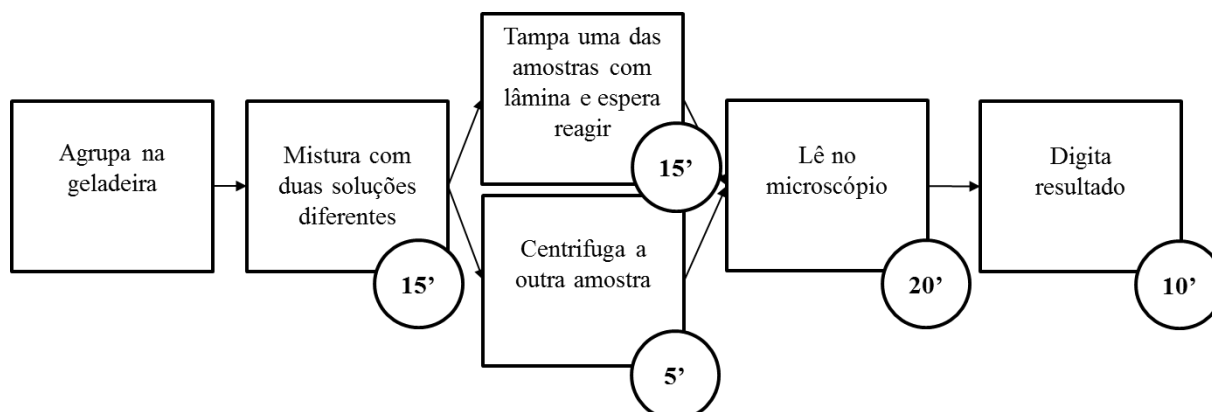 Agrupa na
geladeira
Mistura com
duas soluções
diferentes
15’
Tampa uma das
amostras com
lâmina e espera
reagir
15’
Centrifuga a
outra amostra
5’
Lê no
microscópio
20’
Digita
resultado
10’